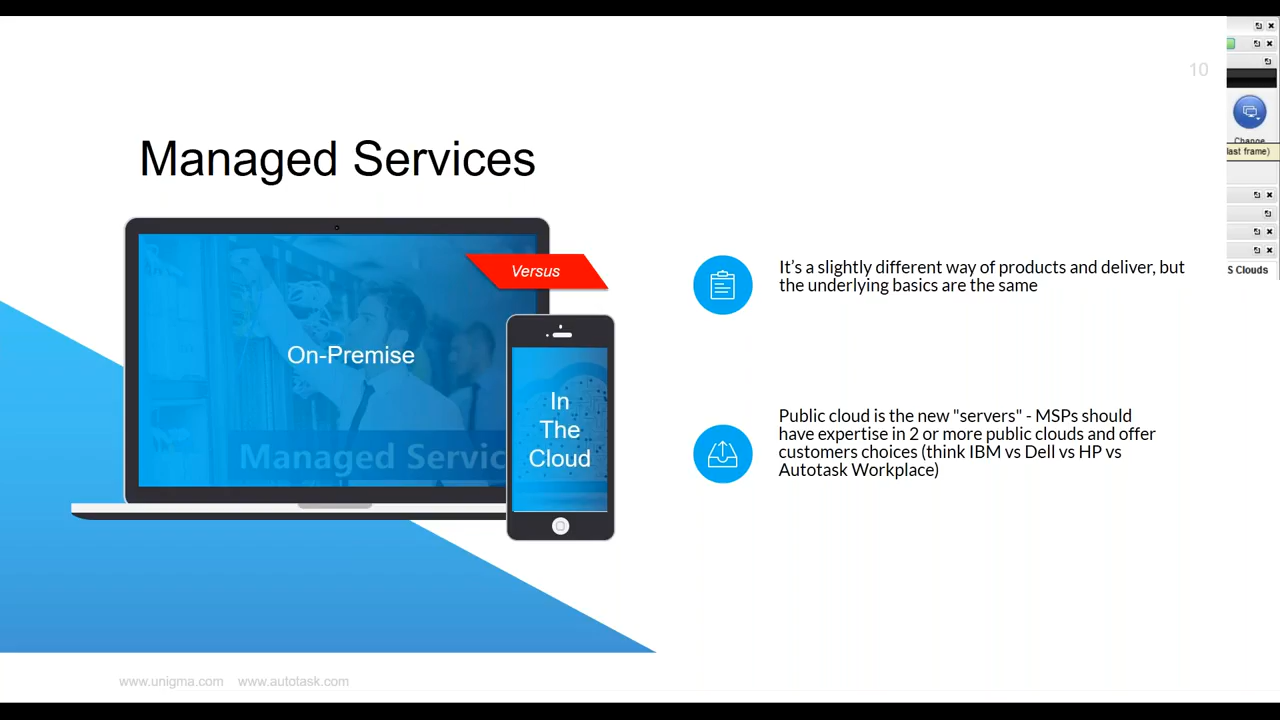 10
Managed Services
Versus
On-Premise
In
The
Cloud
Managed Servic
It’s a slightly different way of products and deliver, but
the underlying basics are the same
Public cloud is the new "servers" - MSPs should
have expertise in 2 or more public clouds and offer
customers choices (think IBM vs Dell vs HP vs
Autotask Workplace)
www.unigma.com www.autotask.com
Change
last frame)
S Clouds